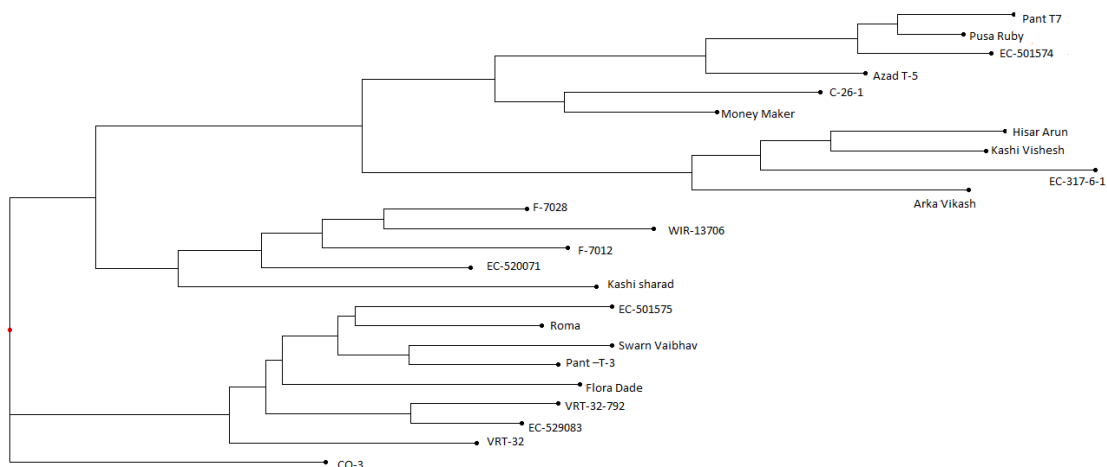 Pant T7
Pusa Ruby
EC-501574
Azad T-5
C-26-1
Money Maker
Hisar Arun
Kashi Vishesh
EC-317-6-1
Arka Vikash
F-7028
WIR-13706
F-7012
EC-520071
Kashi sharad
EC-501575
Roma
Swarn Vaibhav
Pant –T-3
Flora Dade
VRT-32-792
EC-529083
VRT-32
CO-3